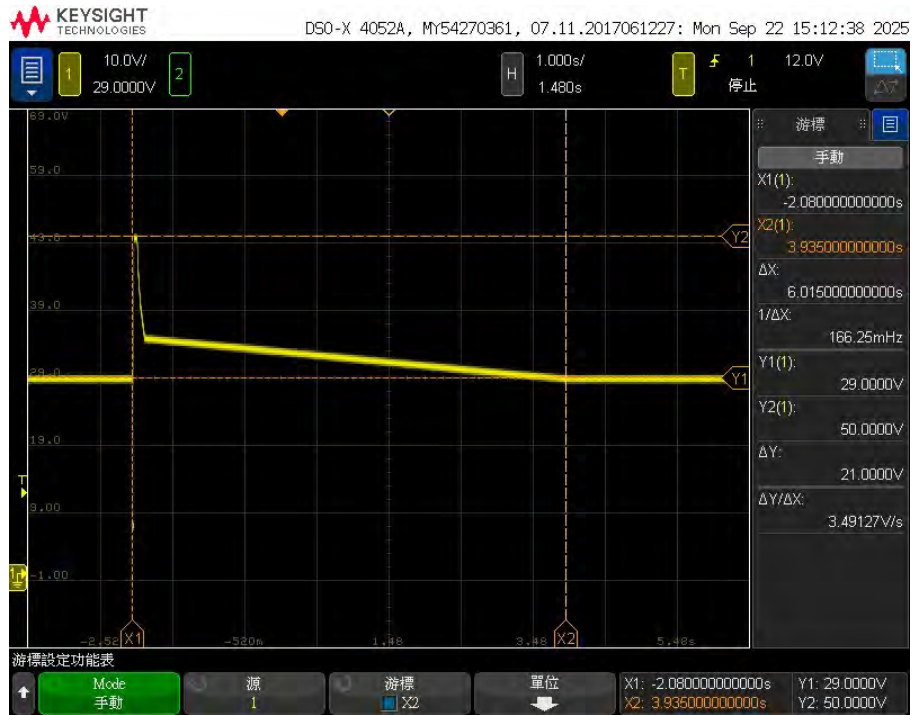 KEYSIGHT
TECHNOLOGIES
DSO-X 4052A, MY54270361, 07.11.2017061227: Mon Sep 22 15:12:38 2025
1 10.0V/ 29.0000V 2
H 1.000s/ 1.480s
T 1 12.0V 停止
69.0V
59.0
49.0
39.0
29.0
19.0
9.00
-1.00
-2.52 -520m 1.48 3.48 5.48s
X1 X2
Y2
Y1
T
1
游標
手動
X1(1):
-2.080000000000s
X2(1):
3.935000000000s
ΔX:
6.015000000000s
1/ΔX:
166.25mHz
Y1(1):
29.0000V
Y2(1):
50.0000V
ΔY:
21.0000V
ΔY/ΔX:
3.49127V/s
游標設定功能表
Mode
手動
源
1
游標
X2
單位
X1: -2.080000000000s Y1: 29.0000V
X2: 3.935000000000s Y2: 50.0000V